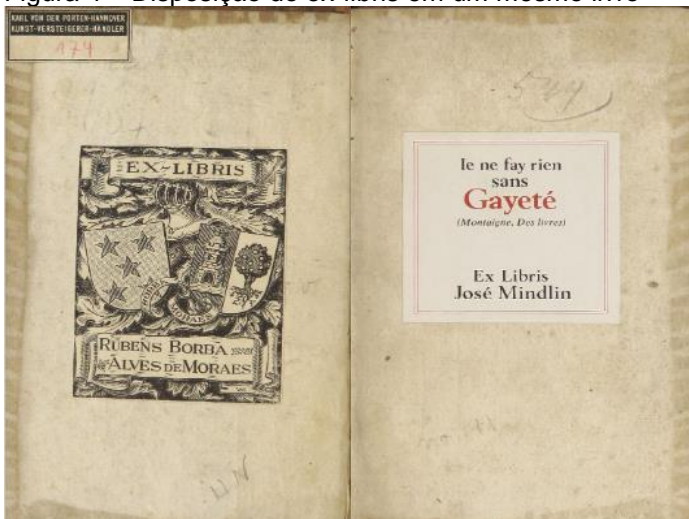 Figura 4 – Disposição de ex libris em um mesmo livro
KARL VON DER PORTEN-HANNOVER
KUNST-VERSTEIGERER-HÄNDLER
174
EX-LIBRIS
RUBENS BORBA
ALVES DE MORAES
549
Ie ne fay rien
sans
Gayeté
(Montaigne, Des livres)
Ex Libris
José Mindlin